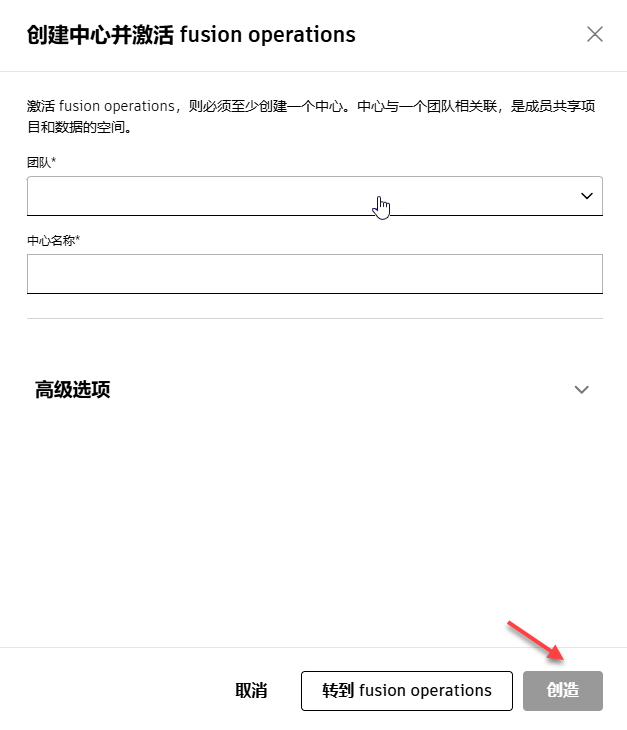 创建中心并激活 fusion operations
激活 fusion operations，则必须至少创建一个中心。中心与一个团队相关联，是成员共享项
目和数据的空间。
团队*
中心名称*
高级选项
取消
转到 fusion operations
创造